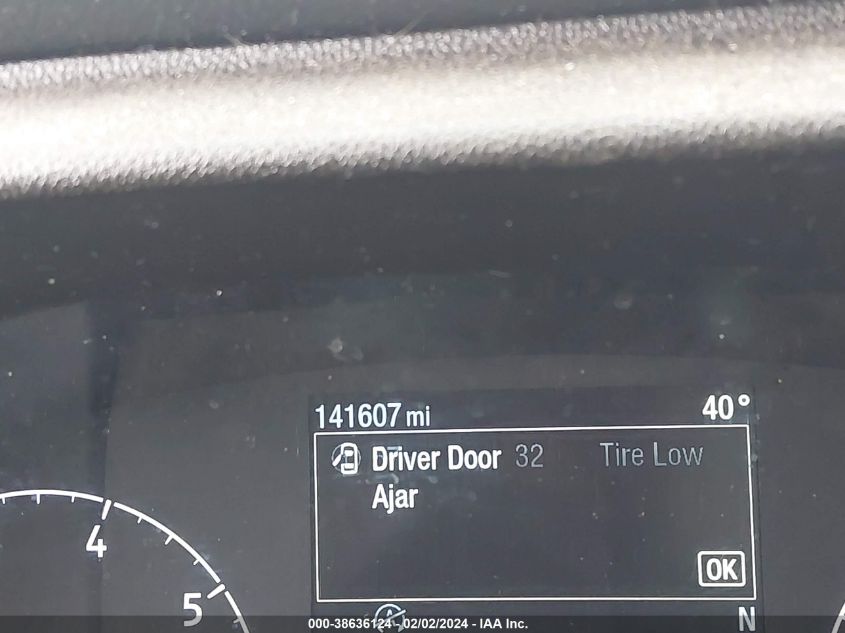 141607 mi 40°
Driver Door 32 Tire Low
Ajar
OK
4
5
N
000-38636124 - 02/02/2024 - IAA Inc.